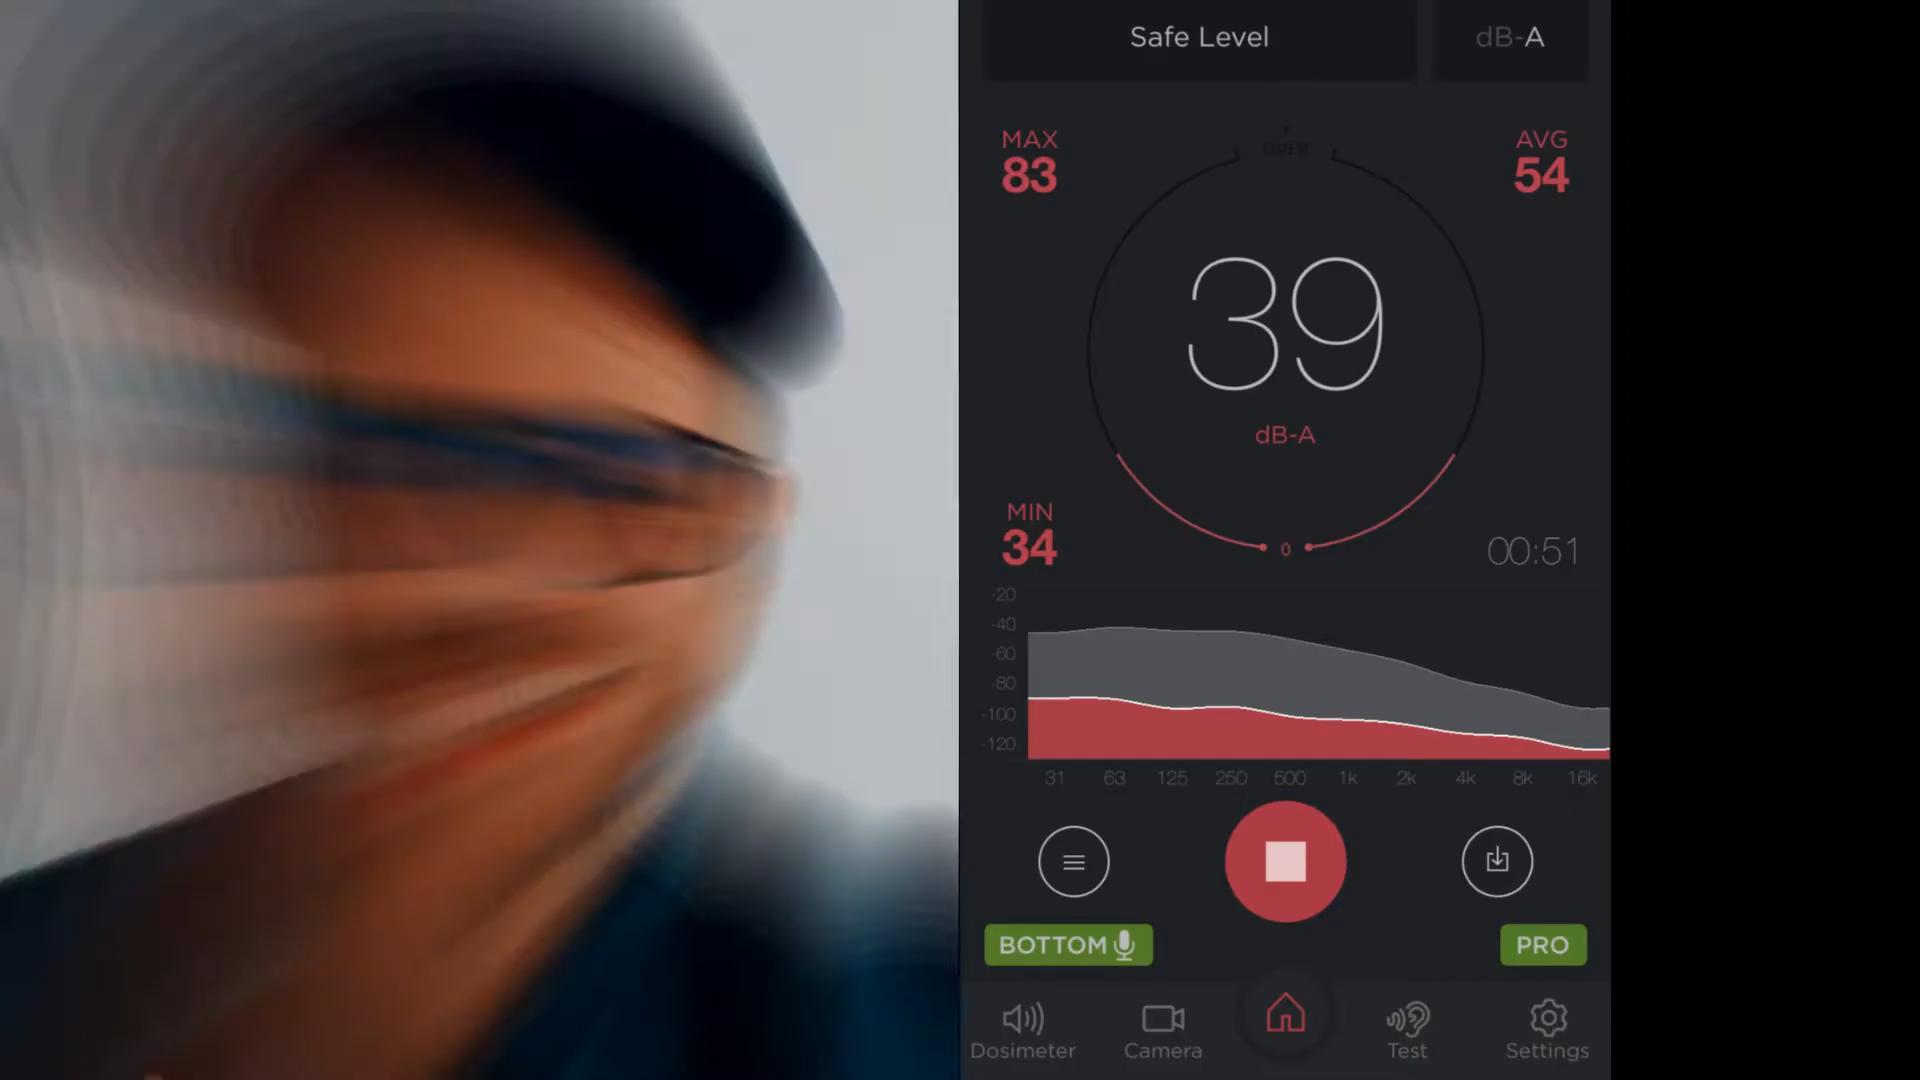 Safe Level
dB-A
MAX
83
OVER
AVG
54
39
dB-A
MIN
34
0
00:51
-20
-40
-60
-80
-100
-120
31 63 125 250 500 1k 2k 4k 8k 16k
BOTTOM
PRO
Dosimeter Camera Test Settings